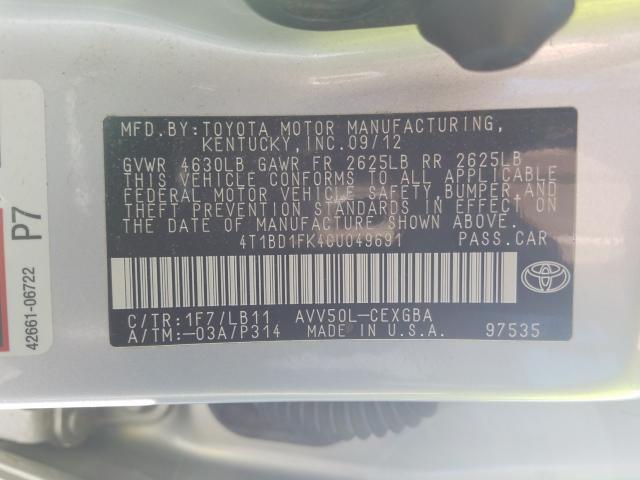 MFD.BY:TOYOTA MOTOR MANUFACTURING,
KENTUCKY, INC.09/12
GVWR 4630LB GAWR FR 2625LB RR 2625LB
THIS VEHICLE CONFORMS TO ALL APPLICABLE
FEDERAL MOTOR VEHICLE SAFETY, BUMPER, AND
THEFT PREVENTION STANDARDS IN EFFECT ON
THE DATE OF MANUFACTURE SHOWN ABOVE.
4T1BD1FK4CU049691 PASS.CAR
C/TR:1F7/LB11 AVV50L-CEXGBA
A/TM:-03A/P314 MADE IN U.S.A. 97535
P7
42661-06722